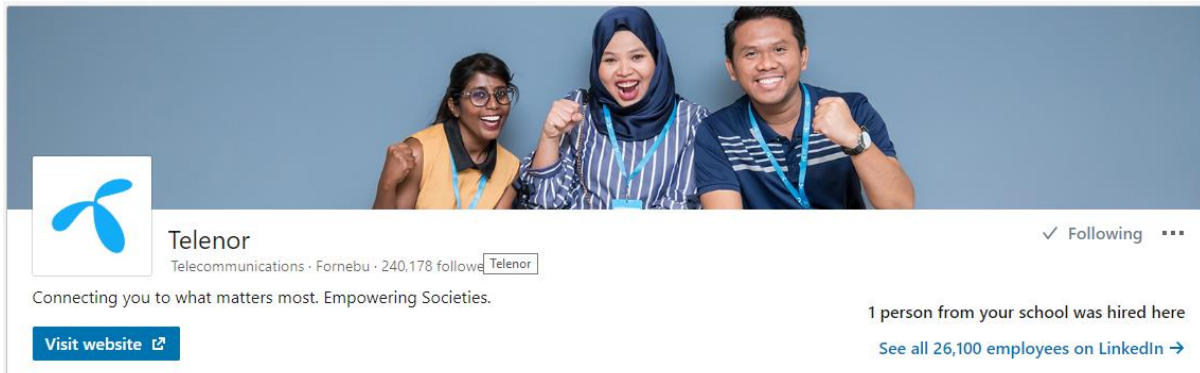 Telenor
✓ Following ···
Telecommunications · Fornebu · 240,178 followe
Telenor
Connecting you to what matters most. Empowering Societies.
1 person from your school was hired here
Visit website
See all 26,100 employees on LinkedIn →